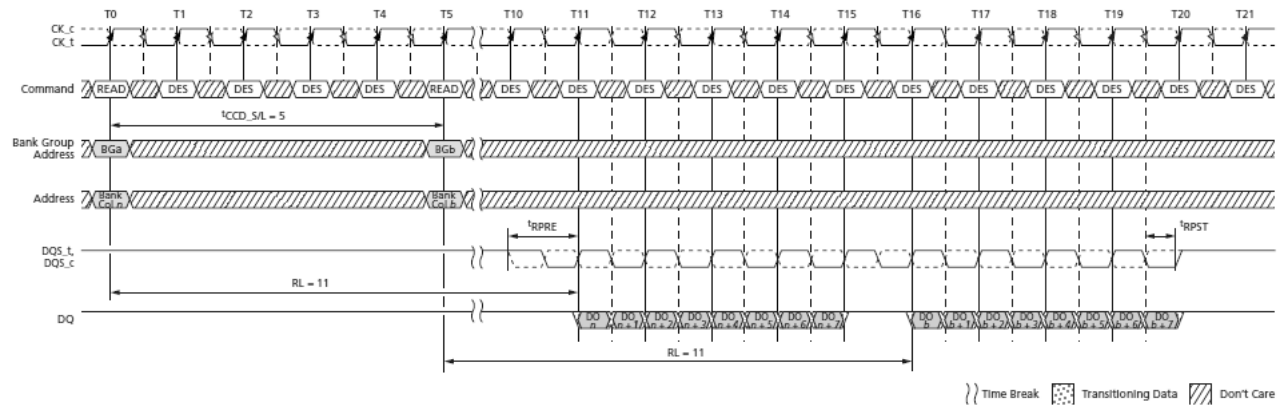 T0 T1 T2 T3 T4 T5 T10 T11 T12 T13 T14 T15 T16 T17 T18 T19 T20 T21
CK_c
CK_t
Command READ DES DES DES DES READ DES DES DES DES DES DES DES DES DES DES DES DES
tCCD_S/L = 5
Bank Group
Address
BGa BGb
Address
Bank
Col n
Bank
Col b
tRPRE tRPST
DQS_t,
DQS_c
RL = 11
DQ
DO
n
DO
n + 1
DO
n + 2
DO
n + 3
DO
n + 4
DO
n + 5
DO
n + 6
DO
n + 7
DO
b
DO
b + 1
DO
b + 2
DO
b + 3
DO
b + 4
DO
b + 5
DO
b + 6
DO
b + 7
RL = 11
Time Break Transitioning Data Don't Care